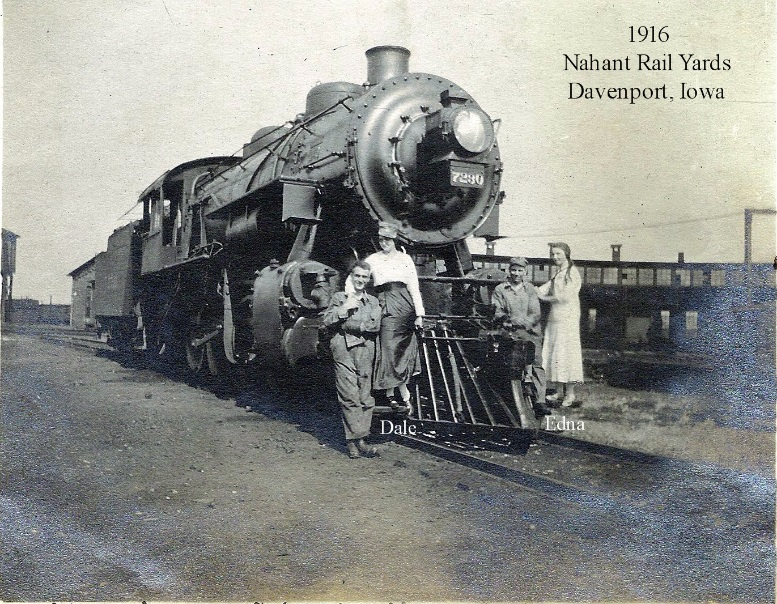 1916
Nahant Rail Yards
Davenport, Iowa
7290
Dale
Edna